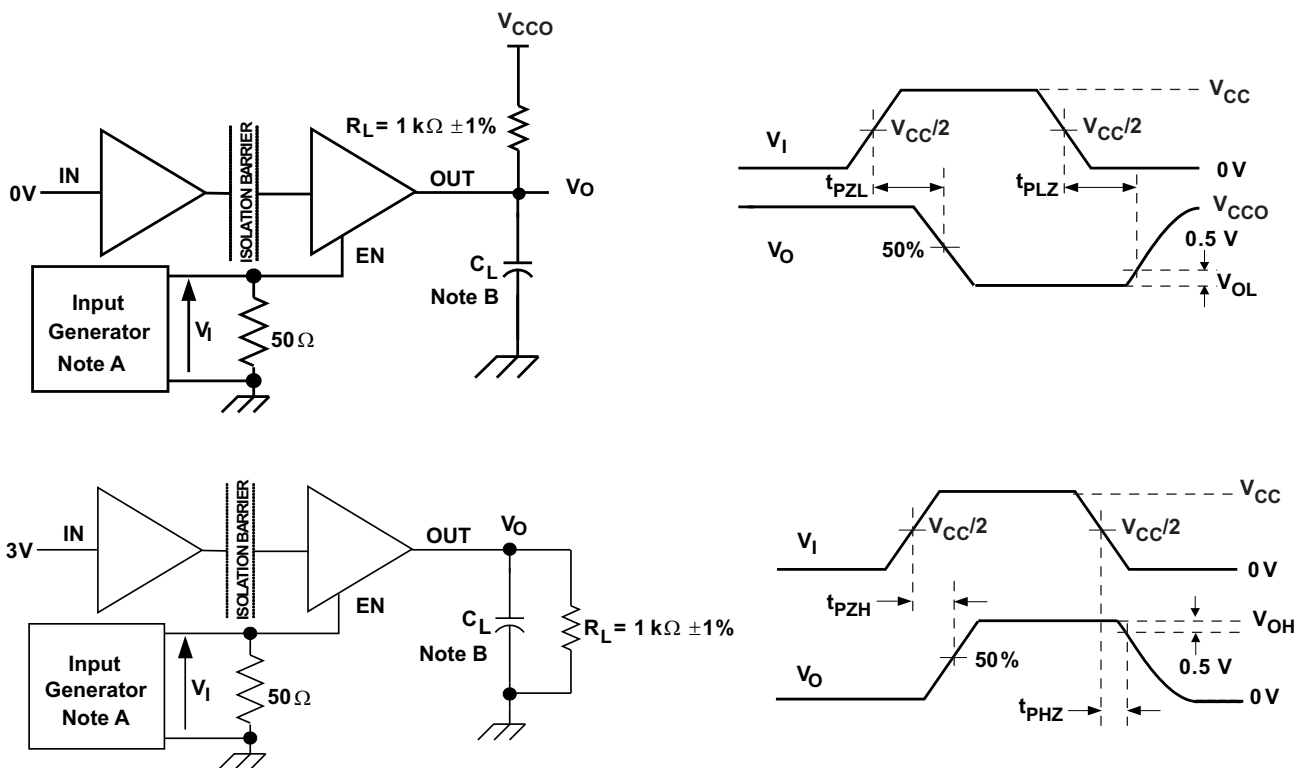 VCCO
RL = 1 kΩ ±1%
ISOLATION BARRIER
0V
IN
OUT
VO
EN
CL
Note B
Input
Generator
Note A
VI
50Ω
VCC
VI
VCC/2
VCC/2
0V
tPZL
tPLZ
VCCO
VO
50%
0.5 V
VOL
ISOLATION BARRIER
3V
IN
OUT
VO
EN
CL
Note B
RL = 1 kΩ ±1%
Input
Generator
Note A
VI
50Ω
VCC
VI
VCC/2
VCC/2
0V
tPZH
VOH
VO
50%
0.5 V
0V
tPHZ